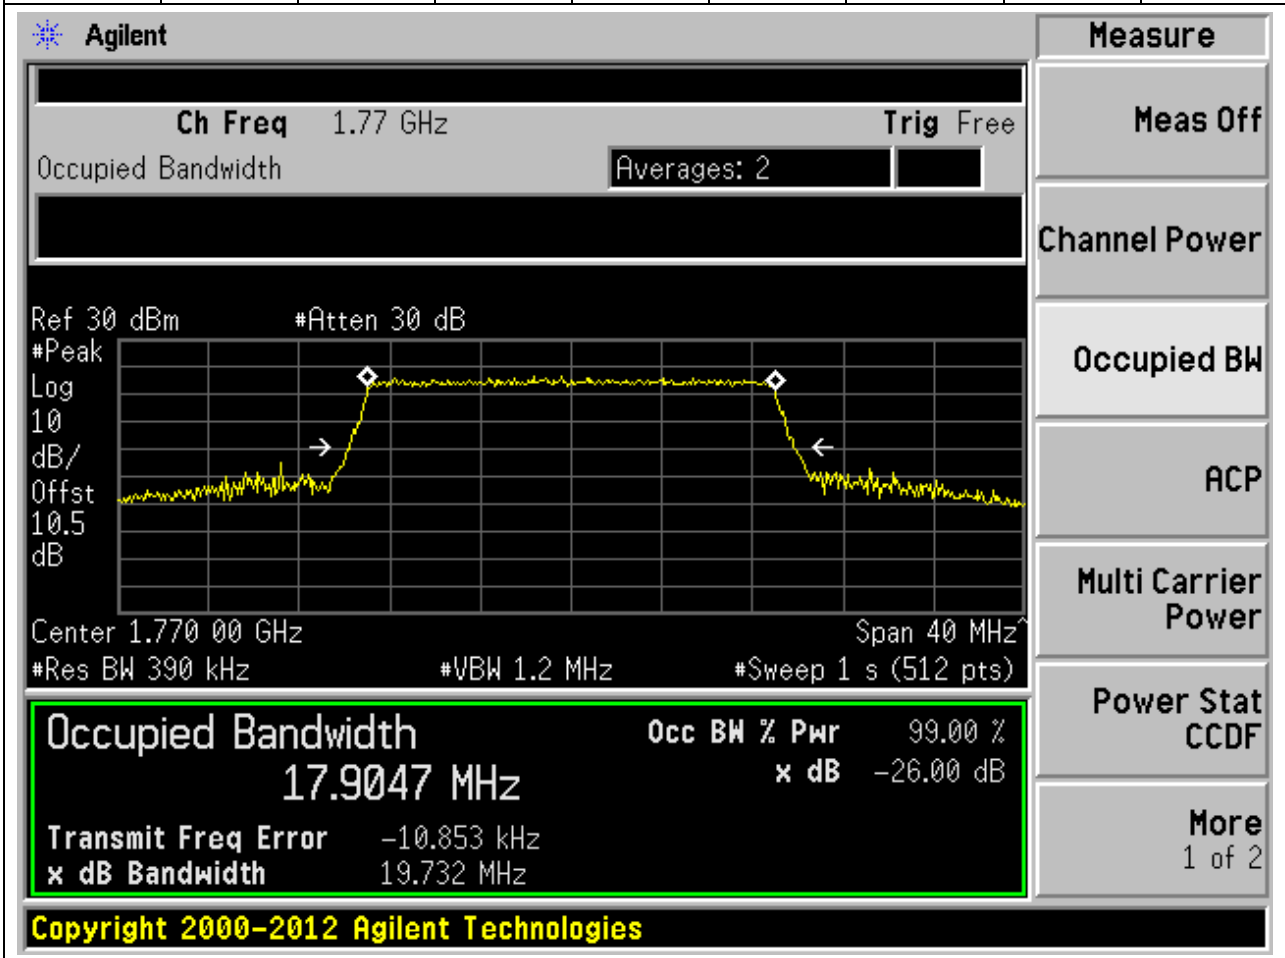 Agilent
Measure
Ch Freq 1.77 GHz Trig Free
Occupied Bandwidth Averages: 2
Meas Off
Channel Power
Occupied BW
ACP
Multi Carrier
Power
Power Stat
CCDF
More
1 of 2
Ref 30 dBm #Atten 30 dB
#Peak
Log
10
dB/
Offst
10.5
dB
Center 1.770 00 GHz Span 40 MHz^
#Res BW 390 kHz #VBW 1.2 MHz #Sweep 1 s (512 pts)
Occupied Bandwidth Occ BW % Pwr 99.00 %
17.9047 MHz x dB -26.00 dB
Transmit Freq Error -10.853 kHz
x dB Bandwidth 19.732 MHz
Copyright 2000-2012 Agilent Technologies